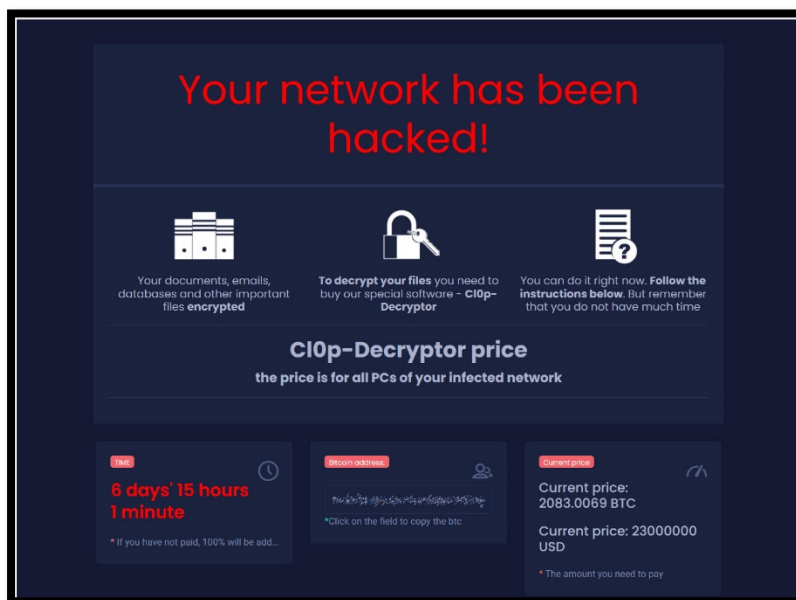 Your network has been
hacked!
Your documents, emails,
databases and other important
files encrypted
To decrypt your files you need to
buy our special software - Cl0p-
Decryptor
You can do it right now. Follow the
instructions below. But remember
that you do not have much time
Cl0p-Decryptor price
the price is for all PCs of your infected network
TIME
6 days' 15 hours
1 minute
* If you have not paid, 100% will be add...
Bitcoin address:
*Click on the field to copy the btc
Current price
Current price:
2083.0069 BTC
Current price: 23000000
USD
* The amount you need to pay